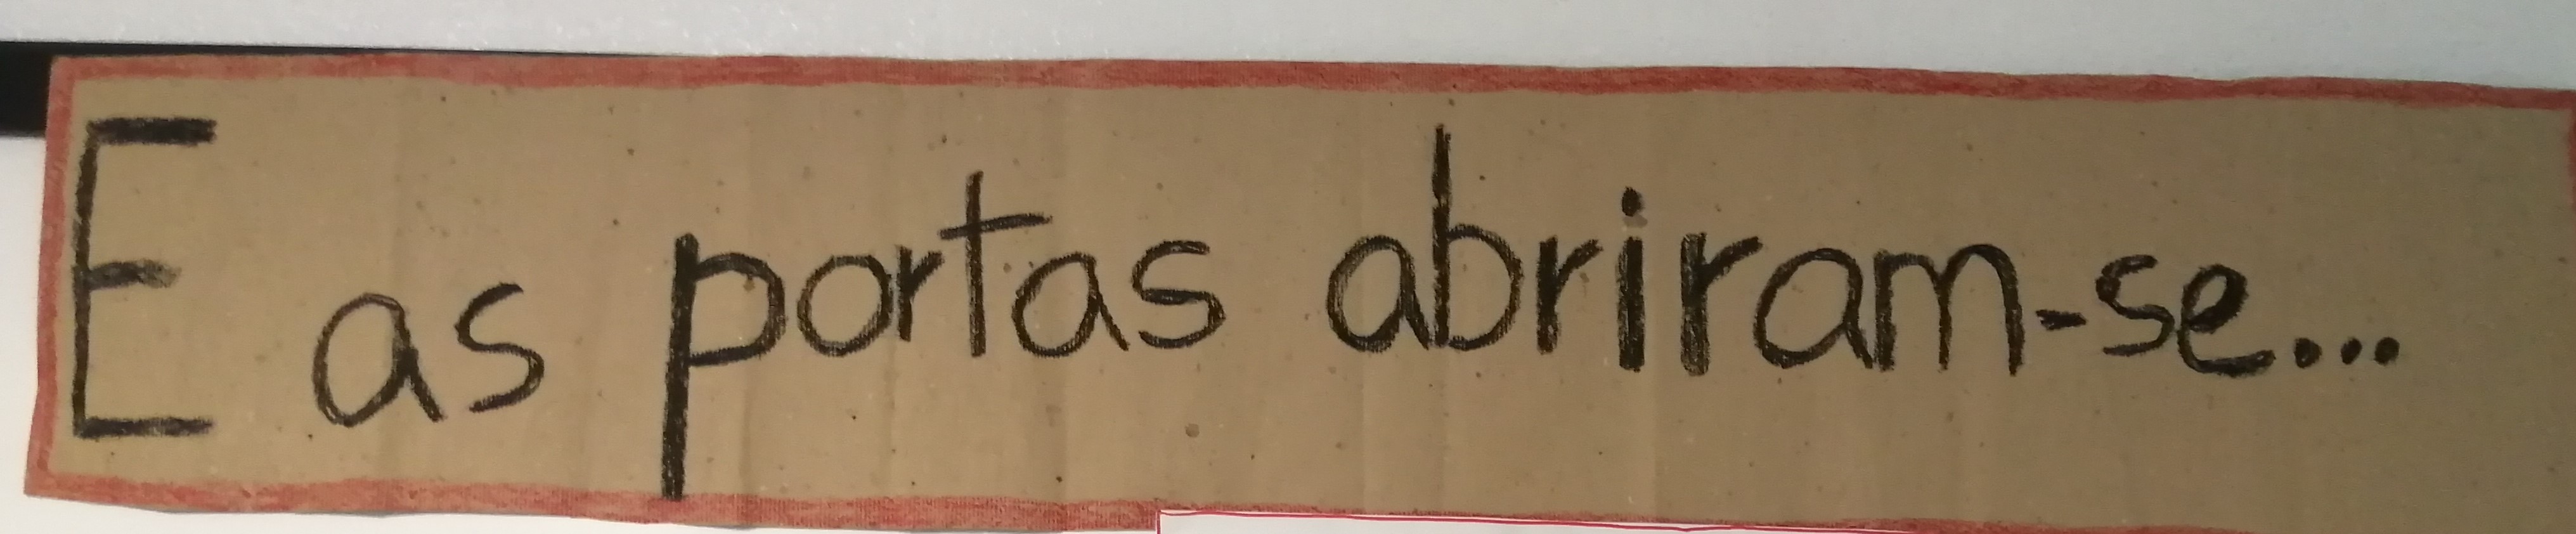 E as portas abriram-se...